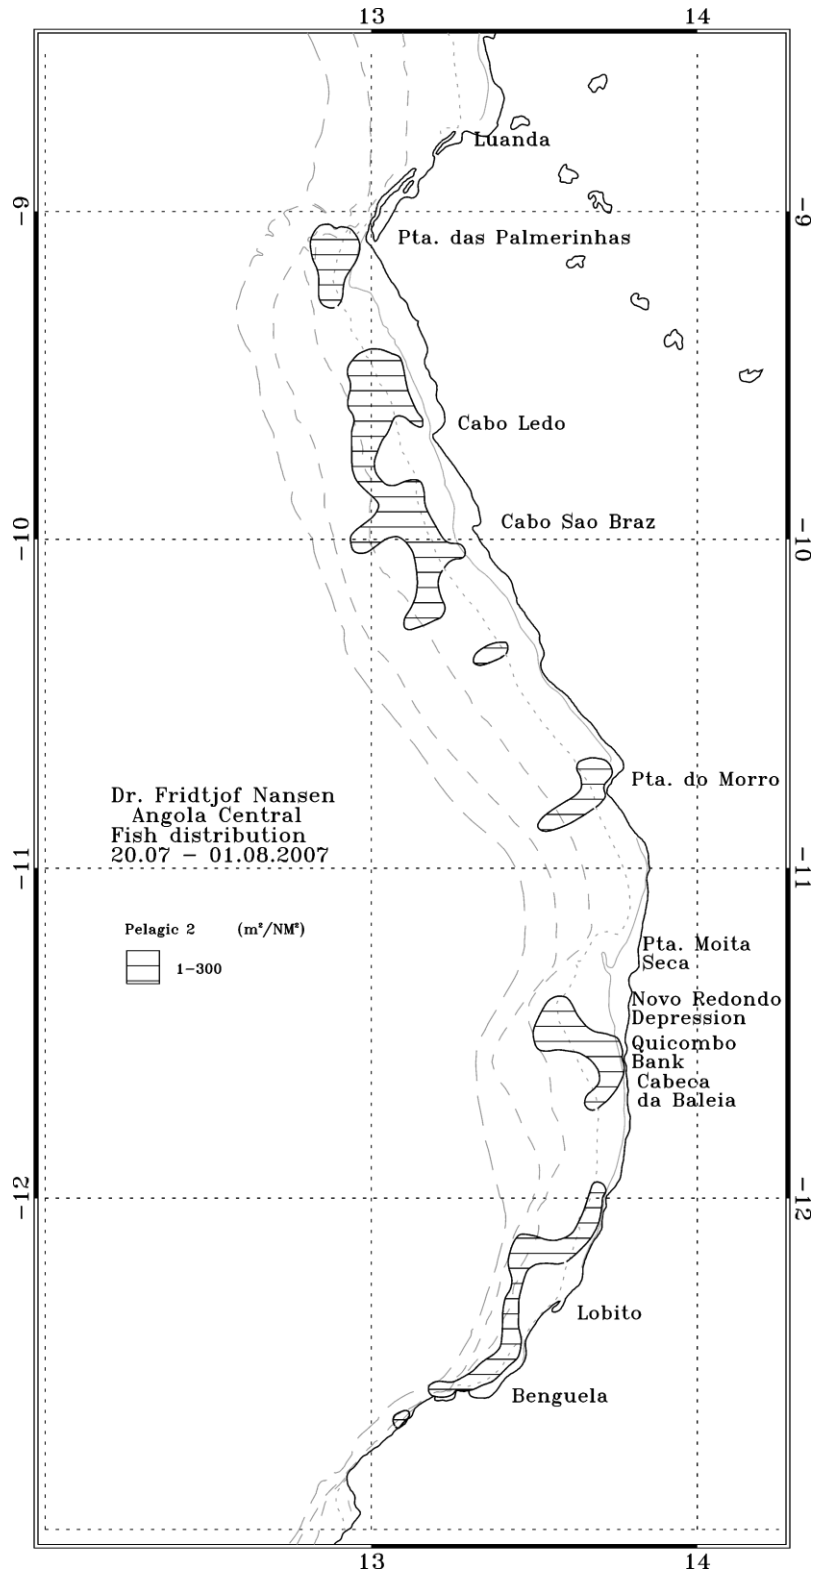 13 14
Luanda
-9 -9
Pta. das Palmerinhas
Cabo Ledo
Cabo Sao Braz
-10 -10
Pta. do Morro
Dr. Fridtjof Nansen
Angola Central
Fish distribution
20.07 - 01.08.2007
-11 -11
Pelagic 2 (m²/NM²)
1-300
Pta. Moita
Seca
Novo Redondo
Depression
Quicombo
Bank
Cabeca
da Baleia
-12 -12
Lobito
Benguela
13 14